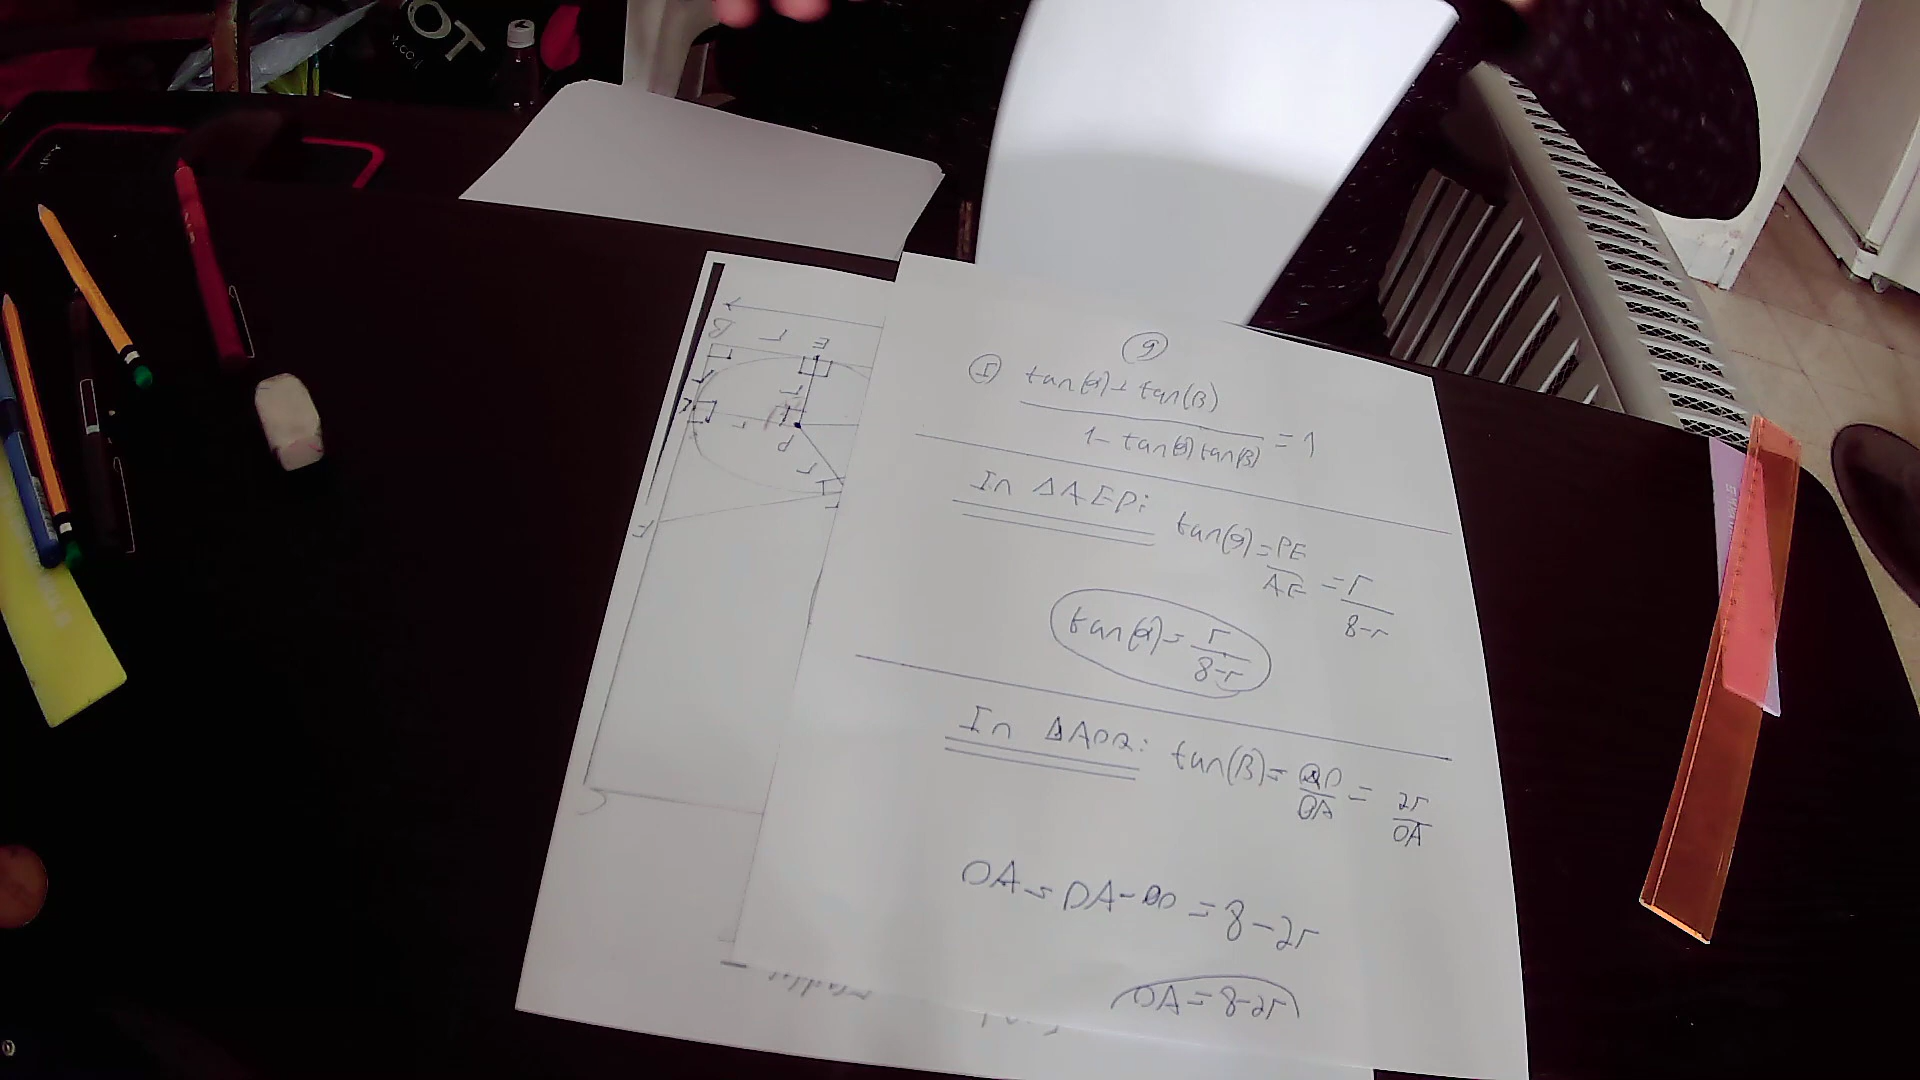 OT
9
I tan(α)+tan(β)
1-tan(α)tan(β) =1
In ΔAEP: tan(α)=PE/AE=r/8-r
tan(α)=r/8-r
In ΔAOQ: tan(β)=QO/OA=2r/OA
OA=DA-DO=8-2r
OA=8-2r
B r E
r r
r P
r
F